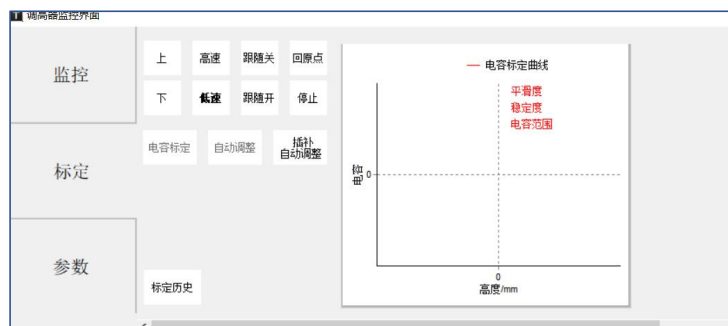 调高器监控界面
监控
标定
参数
上
高速
跟随关
回原点
下
低速
跟随开
停止
电容标定
自动调整
插补
自动调整
标定历史
电容标定曲线
平滑度
稳定度
电容范围
电容
0
0
高度/mm